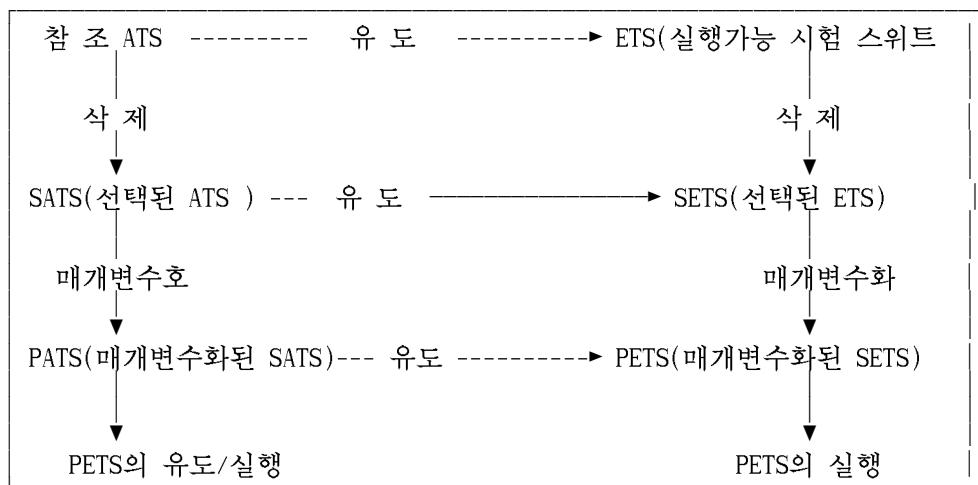 참 조 ATS --------- 유 도 ----------► ETS(실행가능 시험 스위트
삭 제 삭 제
SATS(선택된 ATS ) --- 유 도 ───────────────► SETS(선택된 ETS)
매개변수호 매개변수화
PATS(매개변수화된 SATS)--- 유도 ----------► PETS(매개변수화된 SETS)
PETS의 유도/실행 PETS의 실행